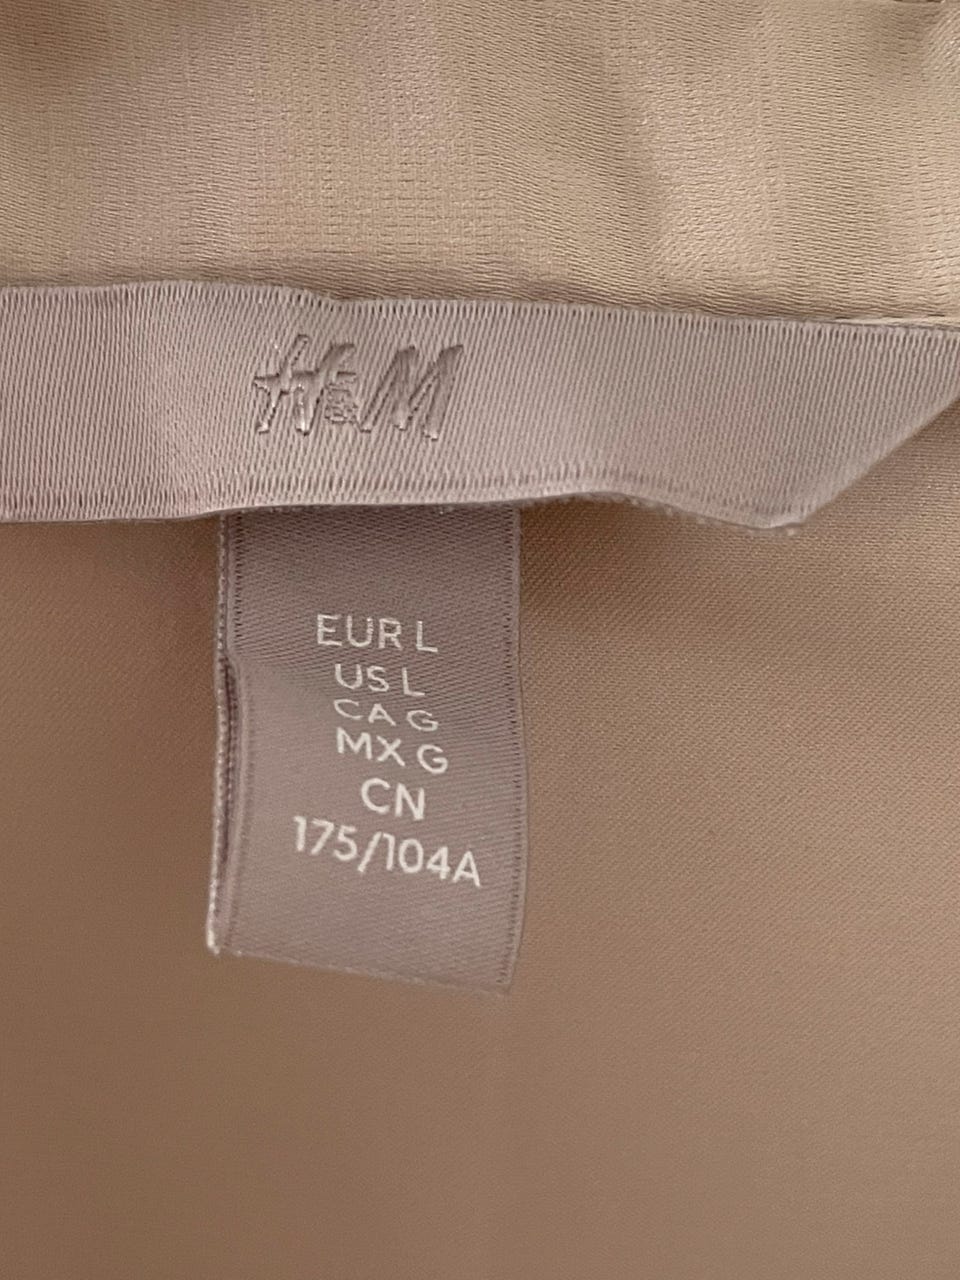 H&M
EUR L
US L
CA G
MX G
CN
175/104A